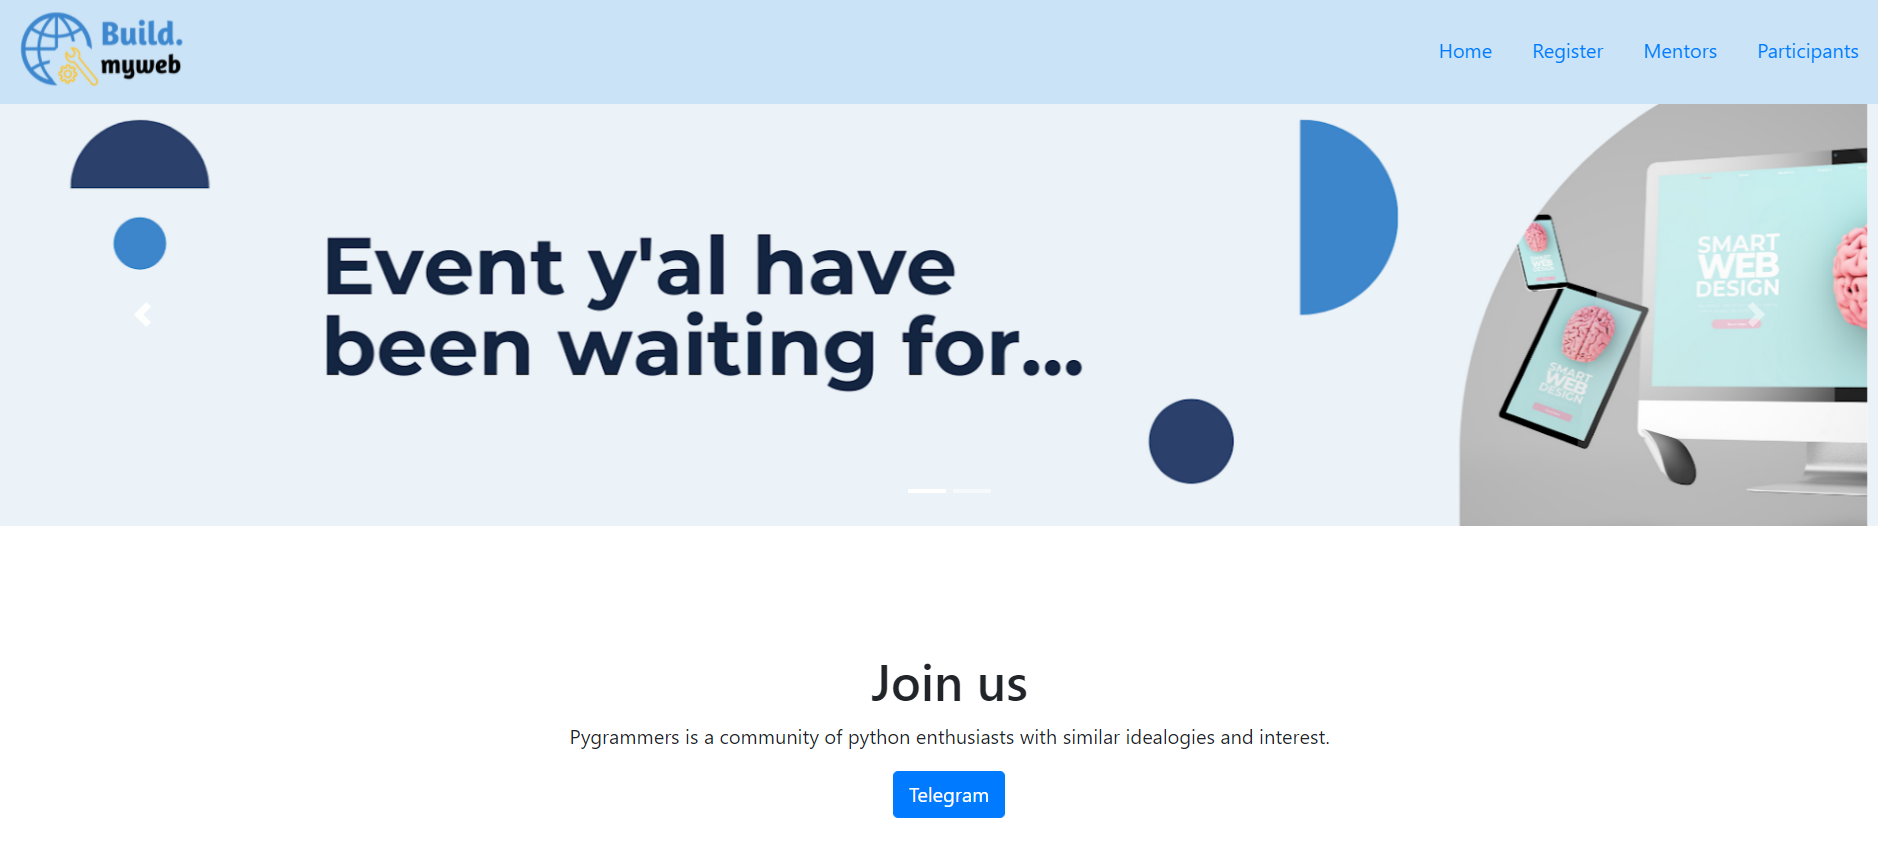 Build.
myweb
Home Register Mentors Participants
Event y'al have
been waiting for...
SMART
WEB
DESIGN
SMART
WEB
DESIGN
Join us
Pygrammers is a community of python enthusiasts with similar idealogies and interest.
Telegram